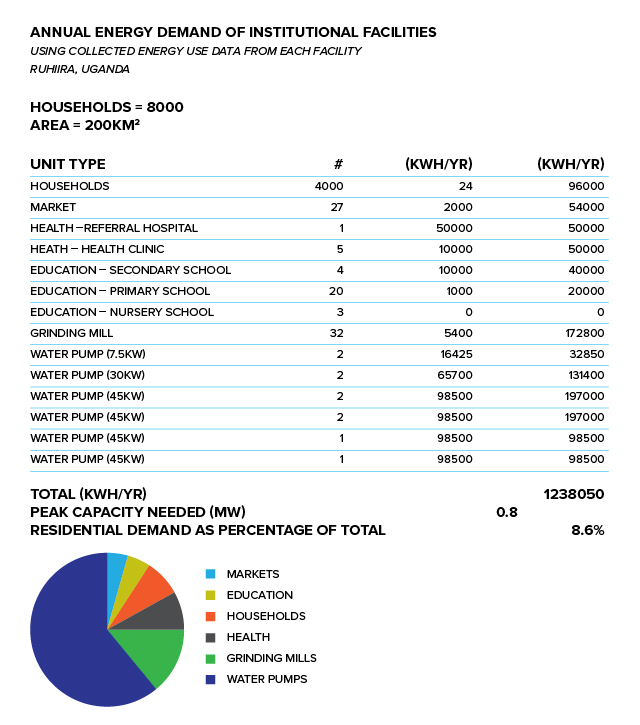 ANNUAL ENERGY DEMAND OF INSTITUTIONAL FACILITIES
USING COLLECTED ENERGY USE DATA FROM EACH FACILITY
RUHIIRA, UGANDA
HOUSEHOLDS = 8000
AREA = 200KM²
UNIT TYPE # (KWH/YR) (KWH/YR)
HOUSEHOLDS 4000 24 96000
MARKET 27 2000 54000
HEALTH –REFERRAL HOSPITAL 1 50000 50000
HEATH – HEALTH CLINIC 5 10000 50000
EDUCATION – SECONDARY SCHOOL 4 10000 40000
EDUCATION – PRIMARY SCHOOL 20 1000 20000
EDUCATION – NURSERY SCHOOL 3 0 0
GRINDING MILL 32 5400 172800
WATER PUMP (7.5KW) 2 16425 32850
WATER PUMP (30KW) 2 65700 131400
WATER PUMP (45KW) 2 98500 197000
WATER PUMP (45KW) 2 98500 197000
WATER PUMP (45KW) 1 98500 98500
WATER PUMP (45KW) 1 98500 98500
TOTAL (KWH/YR) 1238050
PEAK CAPACITY NEEDED (MW) 0.8
RESIDENTIAL DEMAND AS PERCENTAGE OF TOTAL 8.6%
MARKETS
EDUCATION
HOUSEHOLDS
HEALTH
GRINDING MILLS
WATER PUMPS